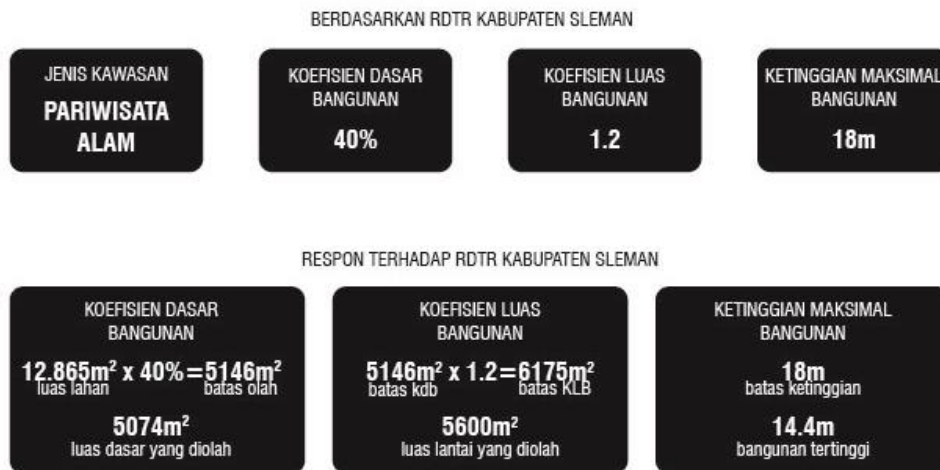 BERDASARKAN RDTR KABUPATEN SLEMAN
JENIS KAWASAN
PARIWISATA
ALAM
KOEFISIEN DASAR
BANGUNAN
40%
KOEFISIEN LUAS
BANGUNAN
1.2
KETINGGIAN MAKSIMAL
BANGUNAN
18m
RESPON TERHADAP RDTR KABUPATEN SLEMAN
KOEFISIEN DASAR
BANGUNAN
12.865m² x 40%=5146m²
luas lahan batas olah
5074m²
luas dasar yang diolah
KOEFISIEN LUAS
BANGUNAN
5146m² x 1.2=6175m²
batas kdb batas KLB
5600m²
luas lantai yang diolah
KETINGGIAN MAKSIMAL
BANGUNAN
18m
batas ketinggian
14.4m
bangunan tertinggi